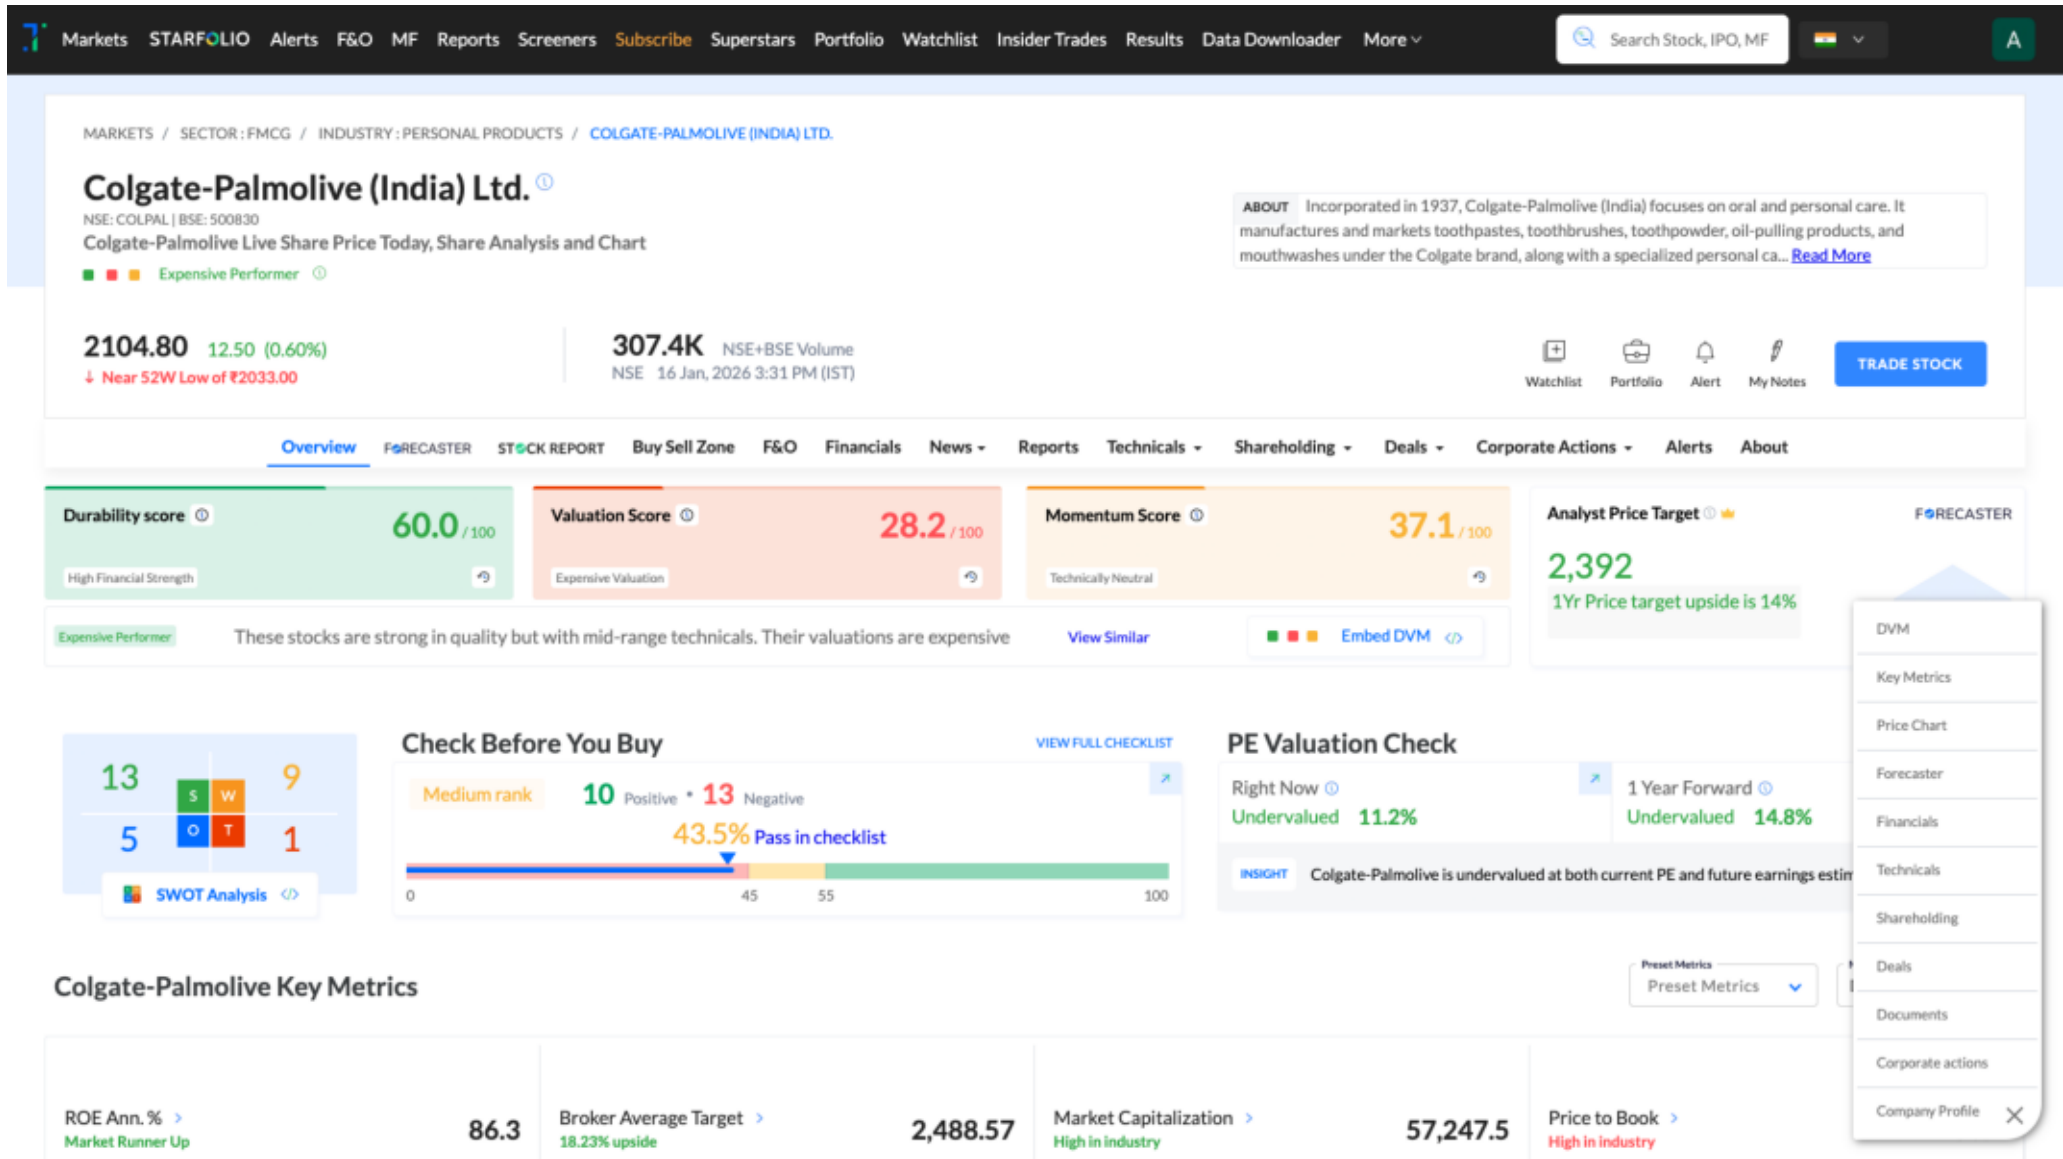 Markets STARFOLIO Alerts F&O MF Reports Screeners Subscribe Superstars Portfolio Watchlist Insider Trades Results Data Downloader More Search Stock, IPO, MF A
MARKETS / SECTOR : FMCG / INDUSTRY : PERSONAL PRODUCTS / COLGATE-PALMOLIVE (INDIA) LTD.
Colgate-Palmolive (India) Ltd.
NSE: COLPAL | BSE: 500830
Colgate-Palmolive Live Share Price Today, Share Analysis and Chart
Expensive Performer
ABOUT Incorporated in 1937, Colgate-Palmolive (India) focuses on oral and personal care. It
manufactures and markets toothpastes, toothbrushes, toothpowder, oil-pulling products, and
mouthwashes under the Colgate brand, along with a specialized personal ca... Read More
2104.80 12.50 (0.60%)
↓ Near 52W Low of ₹2033.00
307.4K NSE+BSE Volume
NSE 16 Jan, 2026 3:31 PM (IST)
Watchlist Portfolio Alert My Notes TRADE STOCK
Overview FORECASTER STOCK REPORT Buy Sell Zone F&O Financials News Reports Technicals Shareholding Deals Corporate Actions Alerts About
Durability score 60.0 / 100
High Financial Strength
Valuation Score 28.2 / 100
Expensive Valuation
Momentum Score 37.1 / 100
Technically Neutral
Analyst Price Target FORECASTER
2,392
1Yr Price target upside is 14%
Expensive Performer These stocks are strong in quality but with mid-range technicals. Their valuations are expensive View Similar Embed DVM </>
13 9
S W
O T
5 1
SWOT Analysis </>
Check Before You Buy VIEW FULL CHECKLIST
Medium rank 10 Positive * 13 Negative
43.5% Pass in checklist
0 45 55 100
PE Valuation Check
Right Now
Undervalued 11.2%
1 Year Forward
Undervalued 14.8%
INSIGHT Colgate-Palmolive is undervalued at both current PE and future earnings estim
Colgate-Palmolive Key Metrics
Preset Metrics
Preset Metrics
ROE Ann. % 86.3
Market Runner Up
Broker Average Target 2,488.57
18.23% upside
Market Capitalization 57,247.5
High in industry
Price to Book
High in industry
DVM
Key Metrics
Price Chart
Forecaster
Financials
Technicals
Shareholding
Deals
Documents
Corporate actions
Company Profile